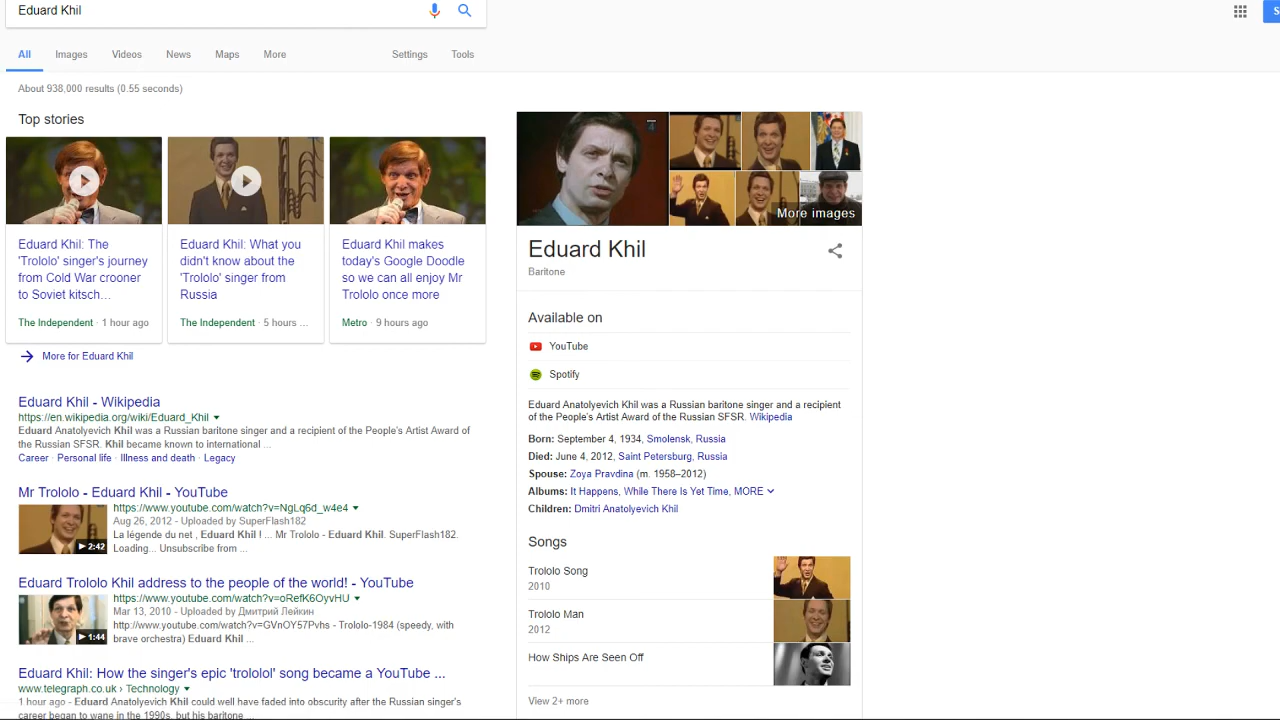 Eduard Khil
All Images Videos News Maps More Settings Tools
About 938,000 results (0.55 seconds)
Top stories
Eduard Khil: The
'Trololo' singer's journey
from Cold War crooner
to Soviet kitsch…
The Independent · 1 hour ago
Eduard Khil: What you
didn't know about the
'Trololo' singer from
Russia
The Independent · 5 hours ...
Eduard Khil makes
today's Google Doodle
so we can all enjoy Mr
Trololo once more
Metro · 9 hours ago
More for Eduard Khil
Eduard Khil - Wikipedia
https://en.wikipedia.org/wiki/Eduard_Khil
Eduard Anatolyevich Khil was a Russian baritone singer and a recipient of the People's Artist Award of
the Russian SFSR. Khil became known to international ...
Career · Personal life · Illness and death · Legacy
Mr Trololo - Eduard Khil - YouTube
https://www.youtube.com/watch?v=NgLq6d_w4e4
Aug 26, 2012 - Uploaded by SuperFlash182
La légende du net , Eduard Khil ! ... Mr Trololo - Eduard Khil. SuperFlash182.
Loading... Unsubscribe from ...
2:42
Eduard Trololo Khil address to the people of the world! - YouTube
https://www.youtube.com/watch?v=oRefK6OyvHU
Mar 13, 2010 - Uploaded by Дмитрий Лейкин
http://www.youtube.com/watch?v=GVnOY57Pvhs - Trololo-1984 (speedy, with
brave orchestra) Eduard Khil ...
1:44
Eduard Khil: How the singer's epic 'trololol' song became a YouTube ...
www.telegraph.co.uk › Technology
1 hour ago - Eduard Anatolyevich Khil could well have faded into obscurity after the Russian singer's
career began to wane in the 1990s, but his baritone ...
More images
Eduard Khil
Baritone
Available on
YouTube
Spotify
Eduard Anatolyevich Khil was a Russian baritone singer and a recipient
of the People's Artist Award of the Russian SFSR. Wikipedia
Born: September 4, 1934, Smolensk, Russia
Died: June 4, 2012, Saint Petersburg, Russia
Spouse: Zoya Pravdina (m. 1958–2012)
Albums: It Happens, While There Is Yet Time, MORE
Children: Dmitri Anatolyevich Khil
Songs
Trololo Song
2010
Trololo Man
2012
How Ships Are Seen Off
View 2+ more